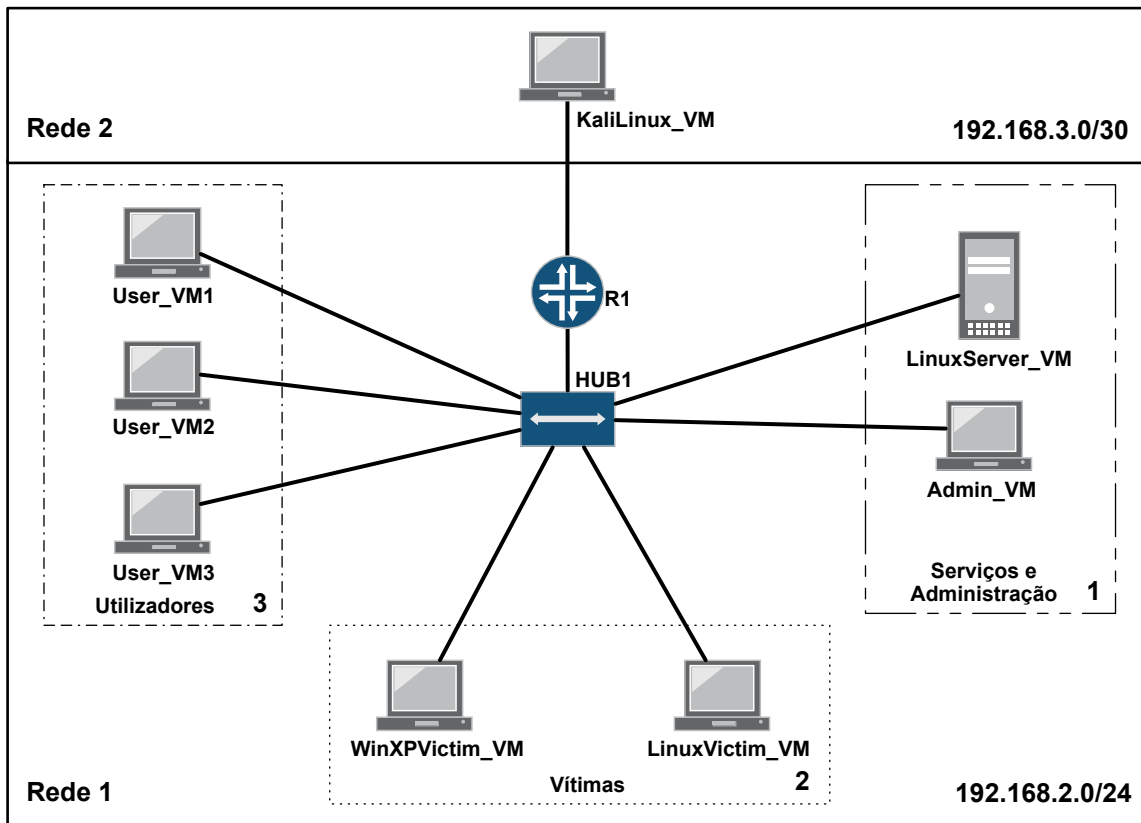 KaliLinux_VM
Rede 2
192.168.3.0/30
User_VM1
R1
LinuxServer_VM
HUB1
User_VM2
Admin_VM
User_VM3
Utilizadores
3
Serviços e
Administração
1
WinXPVictim_VM
LinuxVictim_VM
Vítimas
2
Rede 1
192.168.2.0/24